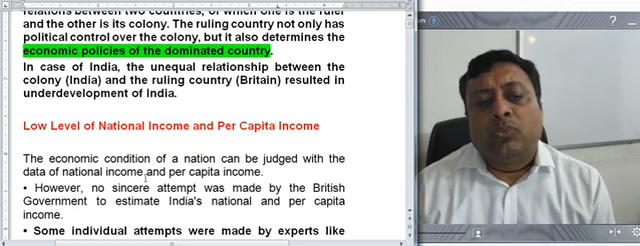 relations between two countries, of which one is the ruler
and the other is its colony. The ruling country not only has
political control over the colony, but it also determines the
economic policies of the dominated country.
In case of India, the unequal relationship between the
colony (India) and the ruling country (Britain) resulted in
underdevelopment of India.
Low Level of National Income and Per Capita Income
The economic condition of a nation can be judged with the
data of national income and per capita income.
• However, no sincere attempt was made by the British
Government to estimate India's national and per capita
income.
• Some individual attempts were made by experts like